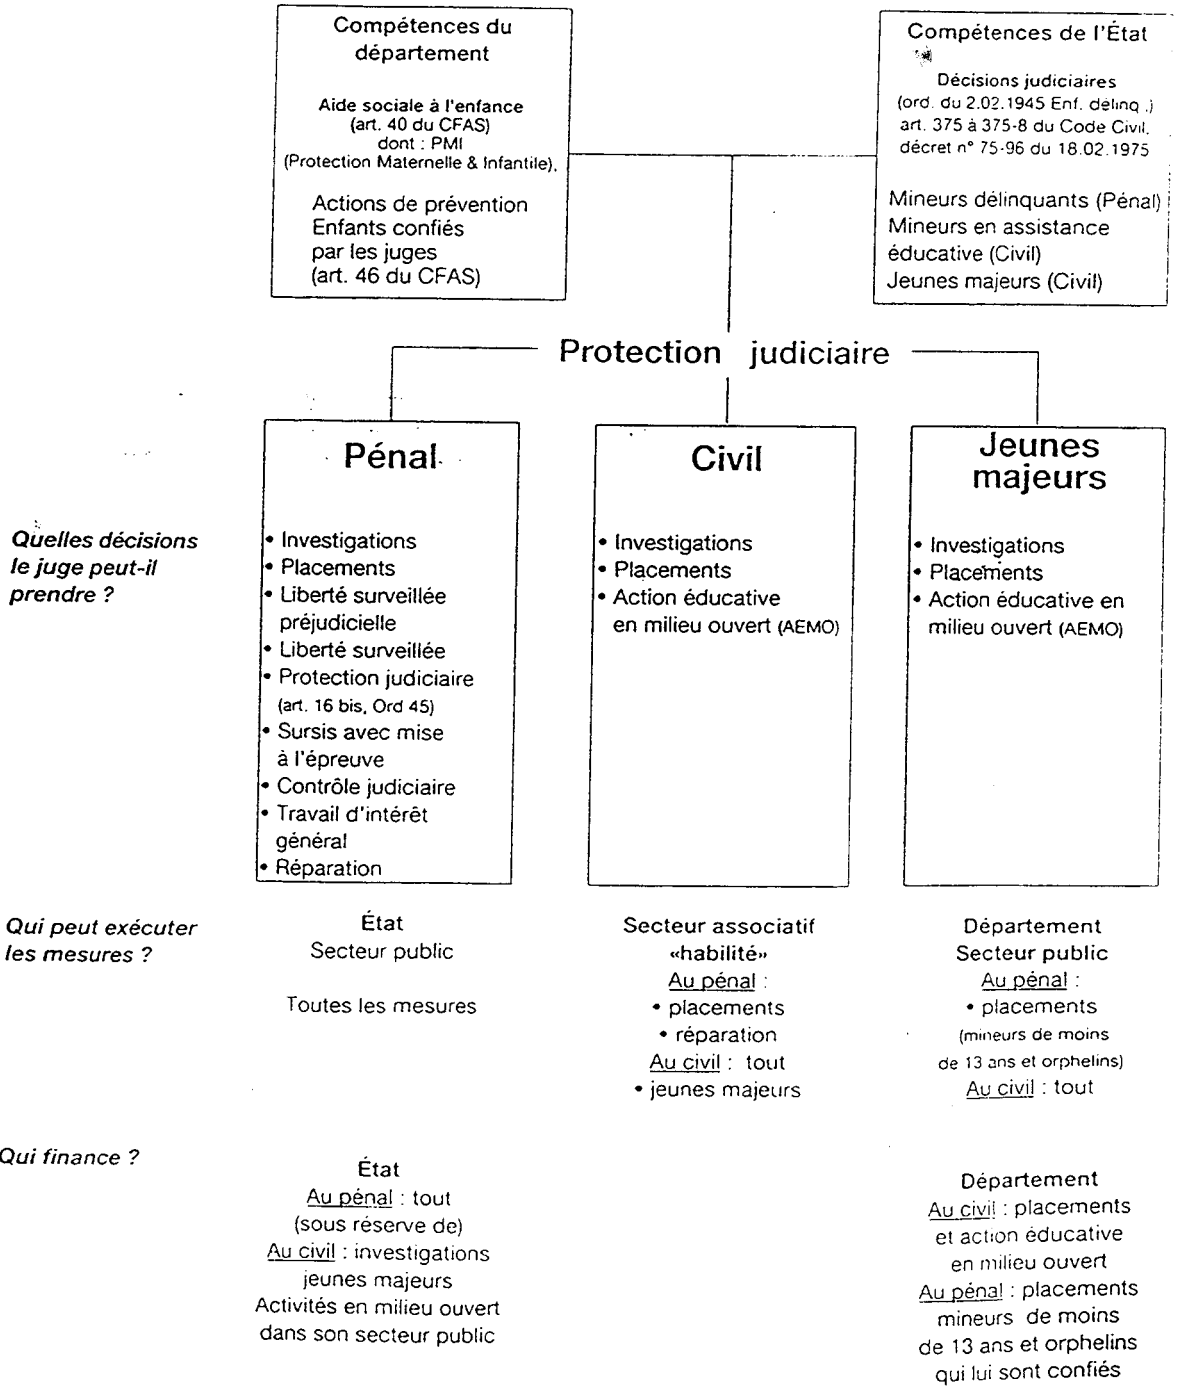 Compétences du
département
Aide sociale à l'enfance
(art. 40 du CFAS)
dont : PMI
(Protection Maternelle & Infantile),
Actions de prévention
Enfants confiés
par les juges
(art. 46 du CFAS)
Compétences de l'État
Décisions judiciaires
(ord. du 2.02.1945 Enf. délinq.,)
art. 375 à 375-8 du Code Civil,
décret n° 75-96 du 18.02.1975
Mineurs délinquants (Pénal)
Mineurs en assistance
éducative (Civil)
Jeunes majeurs (Civil)
Protection judiciaire
Quelles décisions
le juge peut-il
prendre ?
Pénal
• Investigations
• Placements
• Liberté surveillée
préjudicielle
• Liberté surveillée
• Protection judiciaire
(art. 16 bis, Ord 45)
• Sursis avec mise
à l'épreuve
• Contrôle judiciaire
• Travail d'intérêt
général
• Réparation
Civil
• Investigations
• Placements
• Action éducative
en milieu ouvert (AEMO)
Jeunes
majeurs
• Investigations
• Placements
• Action éducative en
milieu ouvert (AEMO)
Qui peut exécuter
les mesures ?
État
Secteur public
Toutes les mesures
Secteur associatif
«habilité»
Au pénal :
• placements
• réparation
Au civil : tout
• jeunes majeurs
Département
Secteur public
Au pénal :
• placements
(mineurs de moins
de 13 ans et orphelins)
Au civil : tout
Qui finance ?
État
Au pénal : tout
(sous réserve de)
Au civil : investigations
jeunes majeurs
Activités en milieu ouvert
dans son secteur public
Département
Au civil : placements
et action éducative
en milieu ouvert
Au pénal : placements
mineurs de moins
de 13 ans et orphelins
qui lui sont confiés